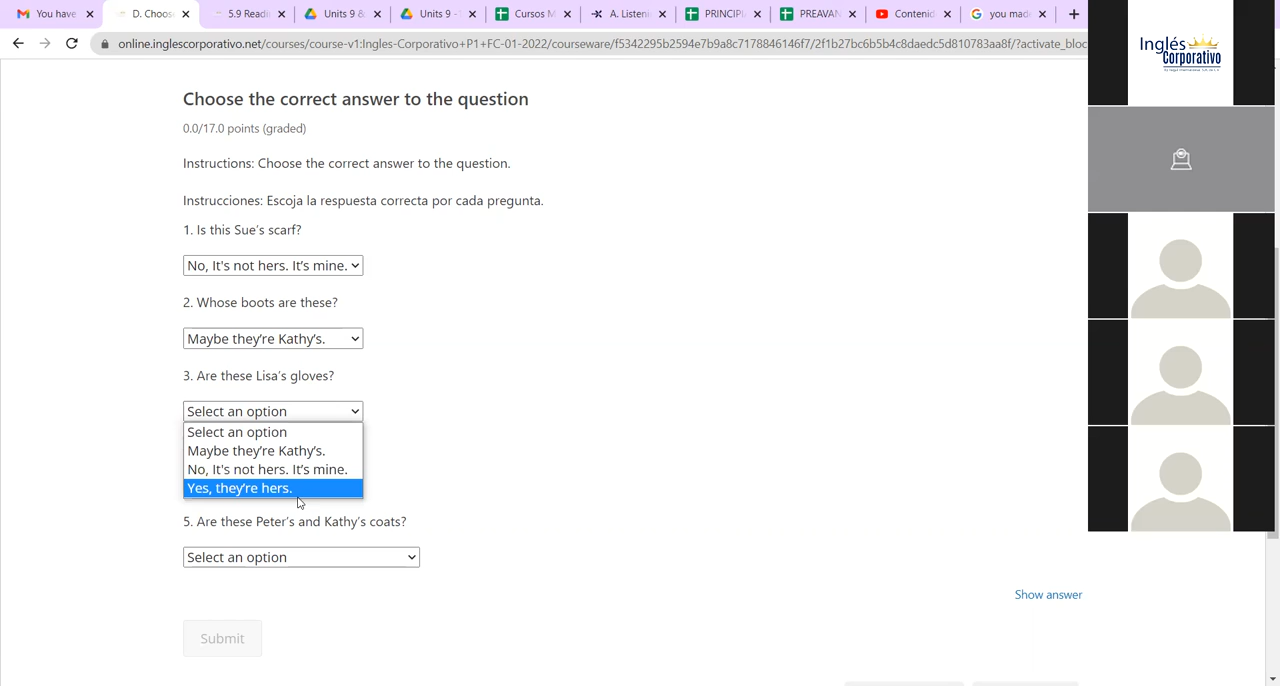 You have
D. Choose
5.9 Readi
Units 9 &
Units 9 -
Cursos M
A. Listeni
PRINCIPI
PREAVAN
Contenid
you mad
online.inglescorporativo.net/courses/course-v1:Ingles-Corporativo+P1+FC-01-2022/courseware/f5342295b2594e7b9a8c7178846146f7/2f1b27bc6b5b4c8daedc5d810783aa8f/?activate_bloc
Inglés
Corporativo
Choose the correct answer to the question
0.0/17.0 points (graded)
Instructions: Choose the correct answer to the question.
Instrucciones: Escoja la respuesta correcta por cada pregunta.
1. Is this Sue's scarf?
No, It's not hers. It's mine.
2. Whose boots are these?
Maybe they're Kathy's.
3. Are these Lisa's gloves?
Select an option
Select an option
Maybe they're Kathy's.
No, It's not hers. It's mine.
Yes, they're hers.
5. Are these Peter's and Kathy's coats?
Select an option
Show answer
Submit